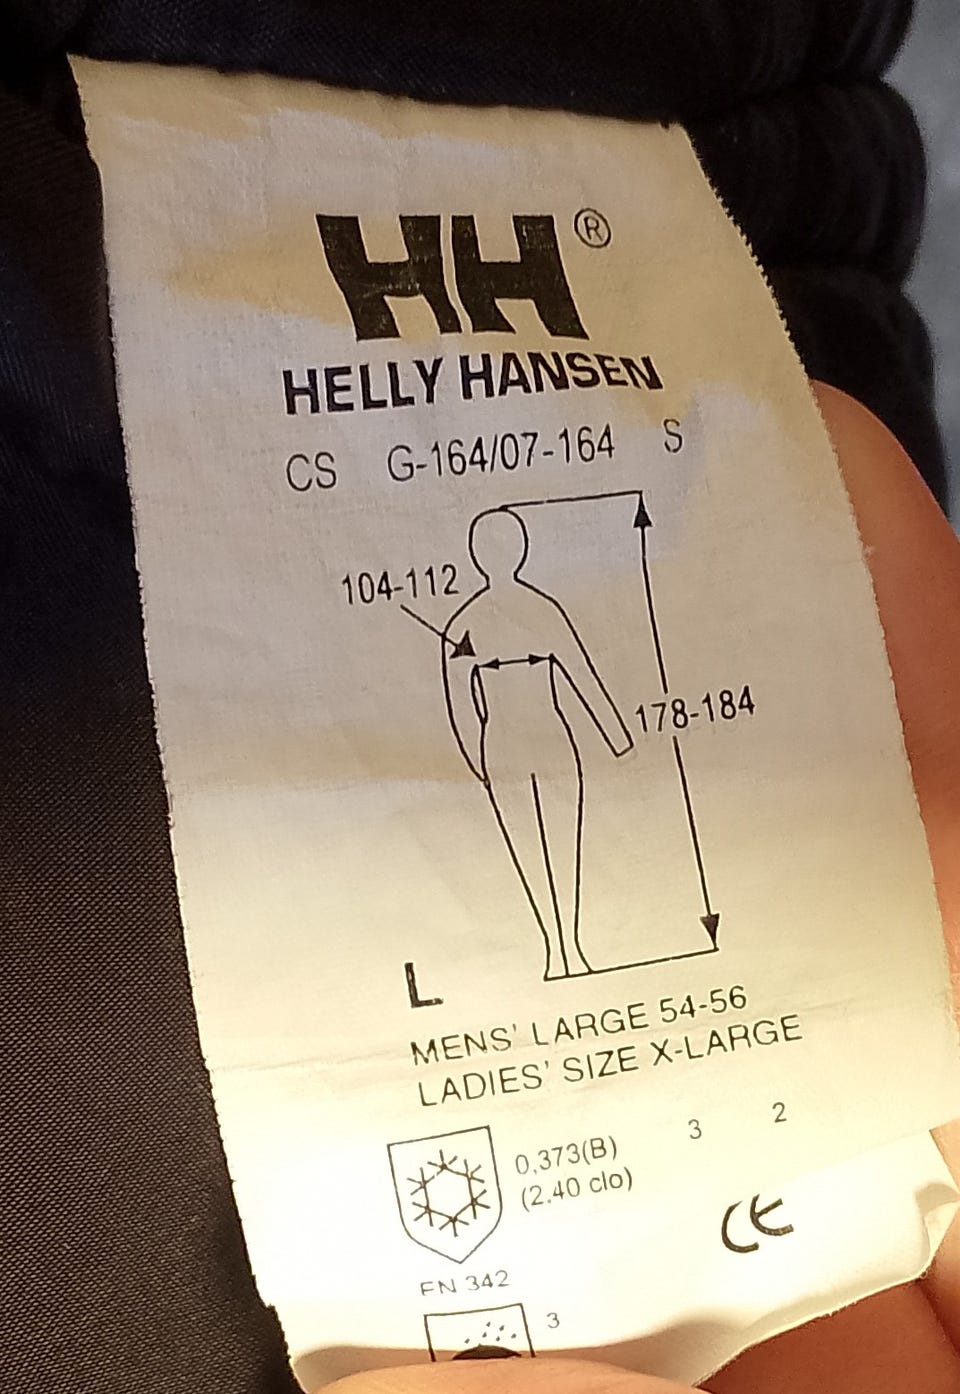 HH®
HELLY HANSEN
CS G-164/07-164 S
104-112
178-184
L
MENS' LARGE 54-56
LADIES' SIZE X-LARGE
0,373(B) 3 2
(2.40 clo)
CE
EN 342
3